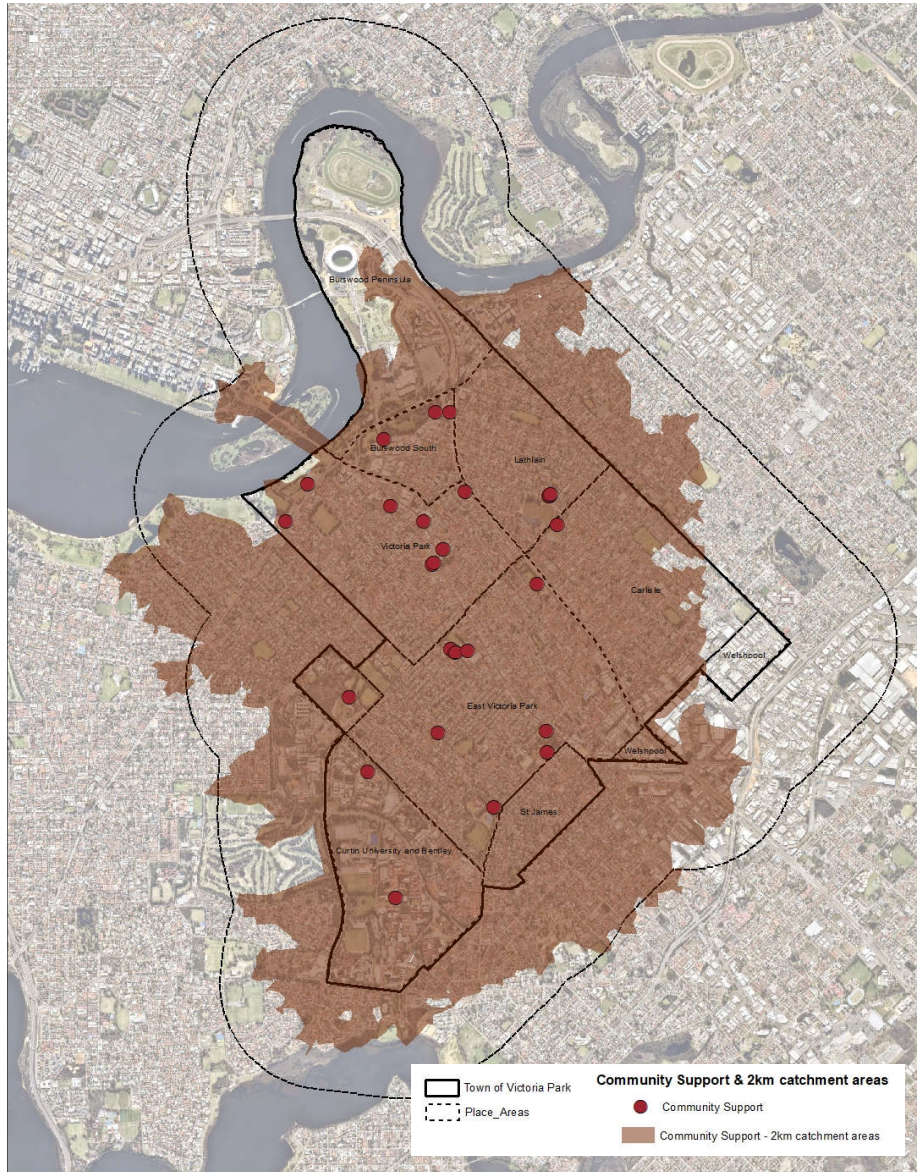 Burswood Peninsula
Burswood South
Lathlain
Victoria Park
Carlisle
Welshpool
East Victoria Park
Welshpool
St James
Curtin University and Bentley
Town of Victoria Park
Place_Areas
Community Support & 2km catchment areas
Community Support
Community Support - 2km catchment areas